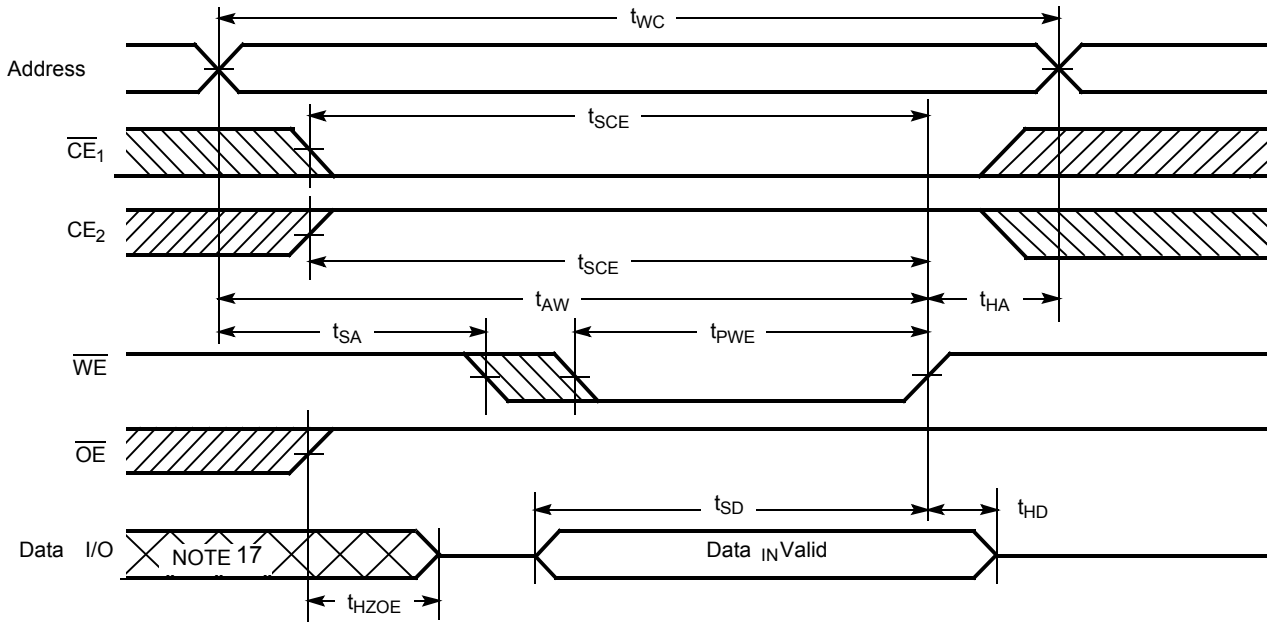 tWC
Address
tSCE
CE1
CE2
tSCE
tAW
tHA
tSA
tPWE
WE
OE
tSD
tHD
Data I/O
NOTE 17
Data IN Valid
tHZOE